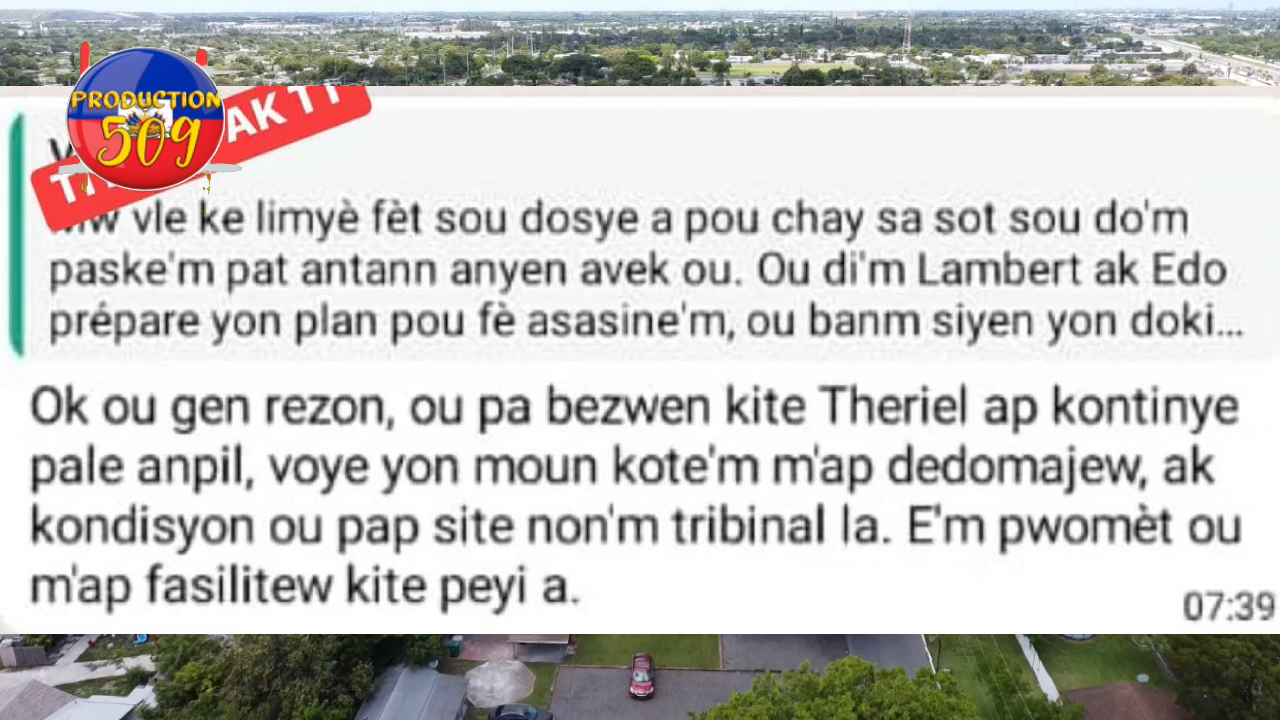 PRODUCTION
509
AK TI
vle ke limyè fèt sou dosye a pou chay sa sot sou do'm
paske'm pat antann anyen avek ou. Ou di'm Lambert ak Edo
prépare yon plan pou fè asasine'm, ou banm siyen yon doki...
Ok ou gen rezon, ou pa bezwen kite Theriel ap kontinye
pale anpil, voye yon moun kote'm m'ap dedomajew, ak
kondisyon ou pap site non'm tribinal la. E'm pwomèt ou
m'ap fasilitew kite peyi a.
07:39